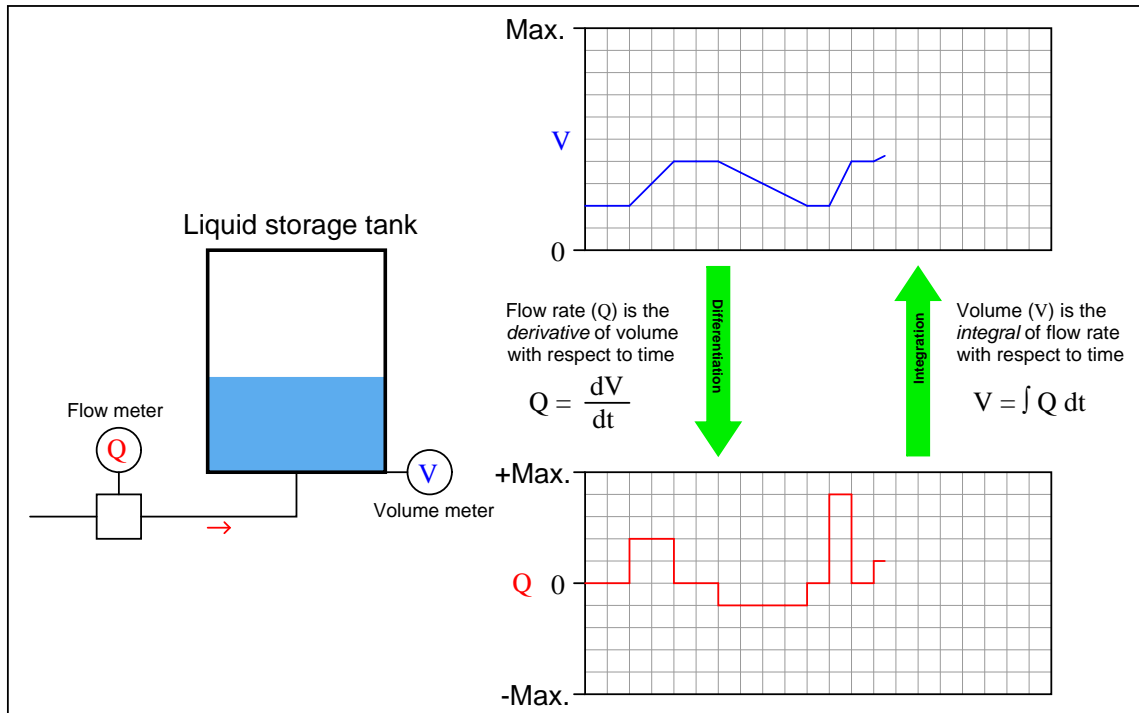 Max.
V
0
Liquid storage tank
Flow meter
Q
V
Volume meter
Flow rate (Q) is the
derivative of volume
with respect to time
Q = dV
dt
Differentiation
Integration
Volume (V) is the
integral of flow rate
with respect to time
V = ∫ Q dt
+Max.
Q 0
-Max.